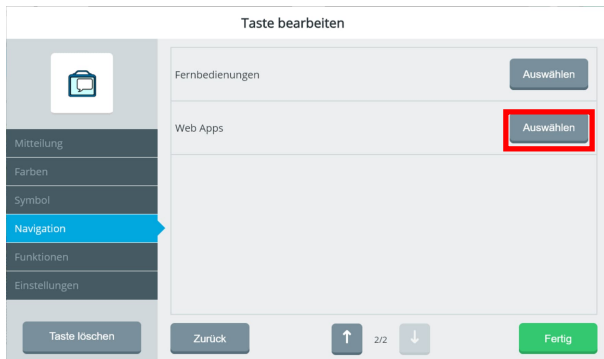 Taste bearbeiten
Mitteilung
Farben
Symbol
Navigation
Funktionen
Einstellungen
Taste löschen
Fernbedienungen
Auswählen
Web Apps
Auswählen
Zurück
2/2
Fertig